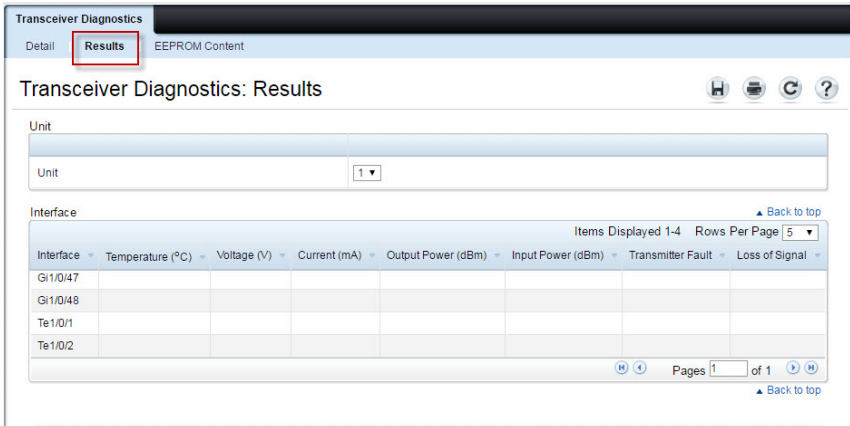 Transceiver Diagnostics
Detail Results EEPROM Content
Transceiver Diagnostics: Results
Unit
Unit 1
Interface Back to top
Items Displayed 1-4 Rows Per Page 5
Interface Temperature (°C) Voltage (V) Current (mA) Output Power (dBm) Input Power (dBm) Transmitter Fault Loss of Signal
Gi1/0/47
Gi1/0/48
Te1/0/1
Te1/0/2
Pages 1 of 1
Back to top